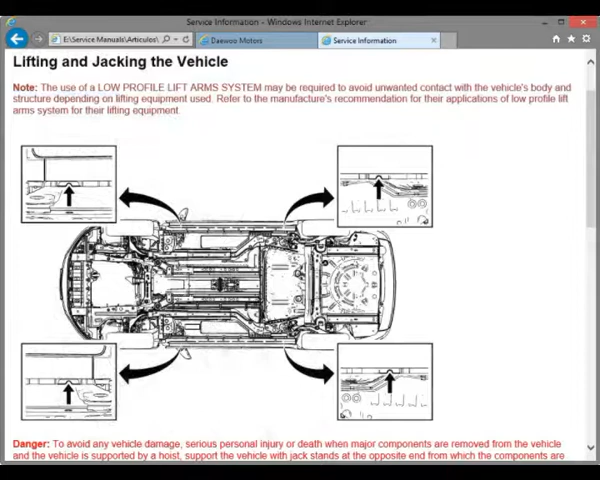 Service Information - Windows Internet Explorer
E:\Service Manuals\Articulos\
Daewoo Motors
Service Information
Lifting and Jacking the Vehicle
Note: The use of a LOW PROFILE LIFT ARMS SYSTEM may be required to avoid unwanted contact with the vehicle's body and
structure depending on lifting equipment used. Refer to the manufacture's recommendation for their applications of low profile lift
arms system for their lifting equipment.
Danger: To avoid any vehicle damage, serious personal injury or death when major components are removed from the vehicle
and the vehicle is supported by a hoist, support the vehicle with jack stands at the opposite end from which the components are